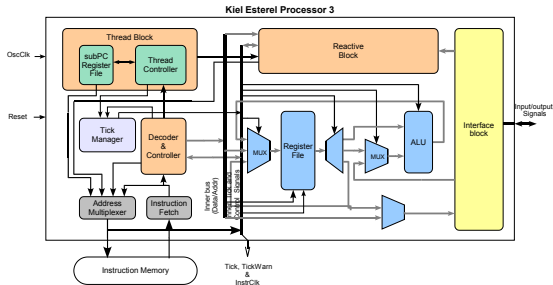 Kiel Esterel Processor 3
OscClk
Reset
Thread Block
subPC
Register
File
Thread
Controller
Reactive
Block
Tick
Manager
Decoder
&
Controller
MUX
Register
File
MUX
ALU
Interface
block
Input/output
Signals
Address
Multiplexer
Instruction
Fetch
Inner bus
(Data/Addr)
Control Signals
Instruction Memory
Tick, TickWarn
&
InstrClk